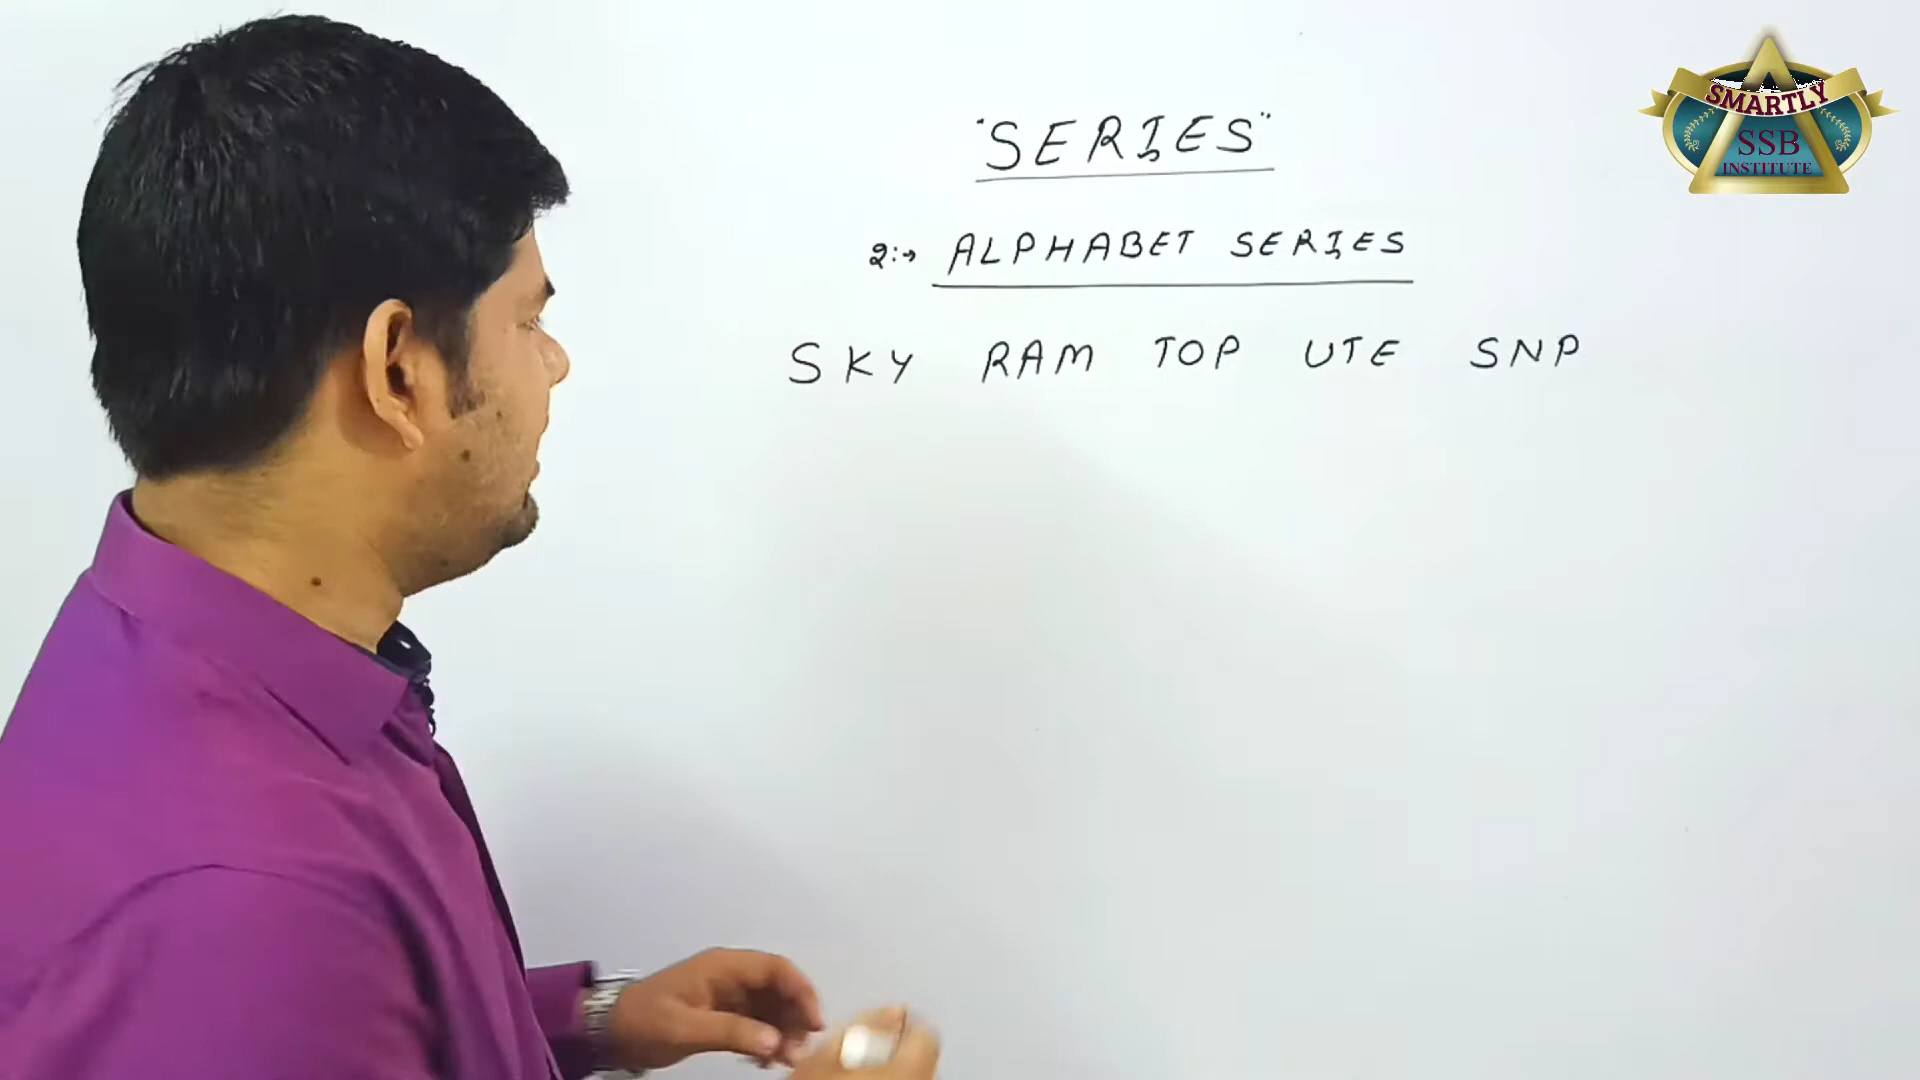 "SERIES"
2:→ ALPHABET SERIES
SKY RAM TOP UTE SNP
SMARTLY
SSB
INSTITUTE